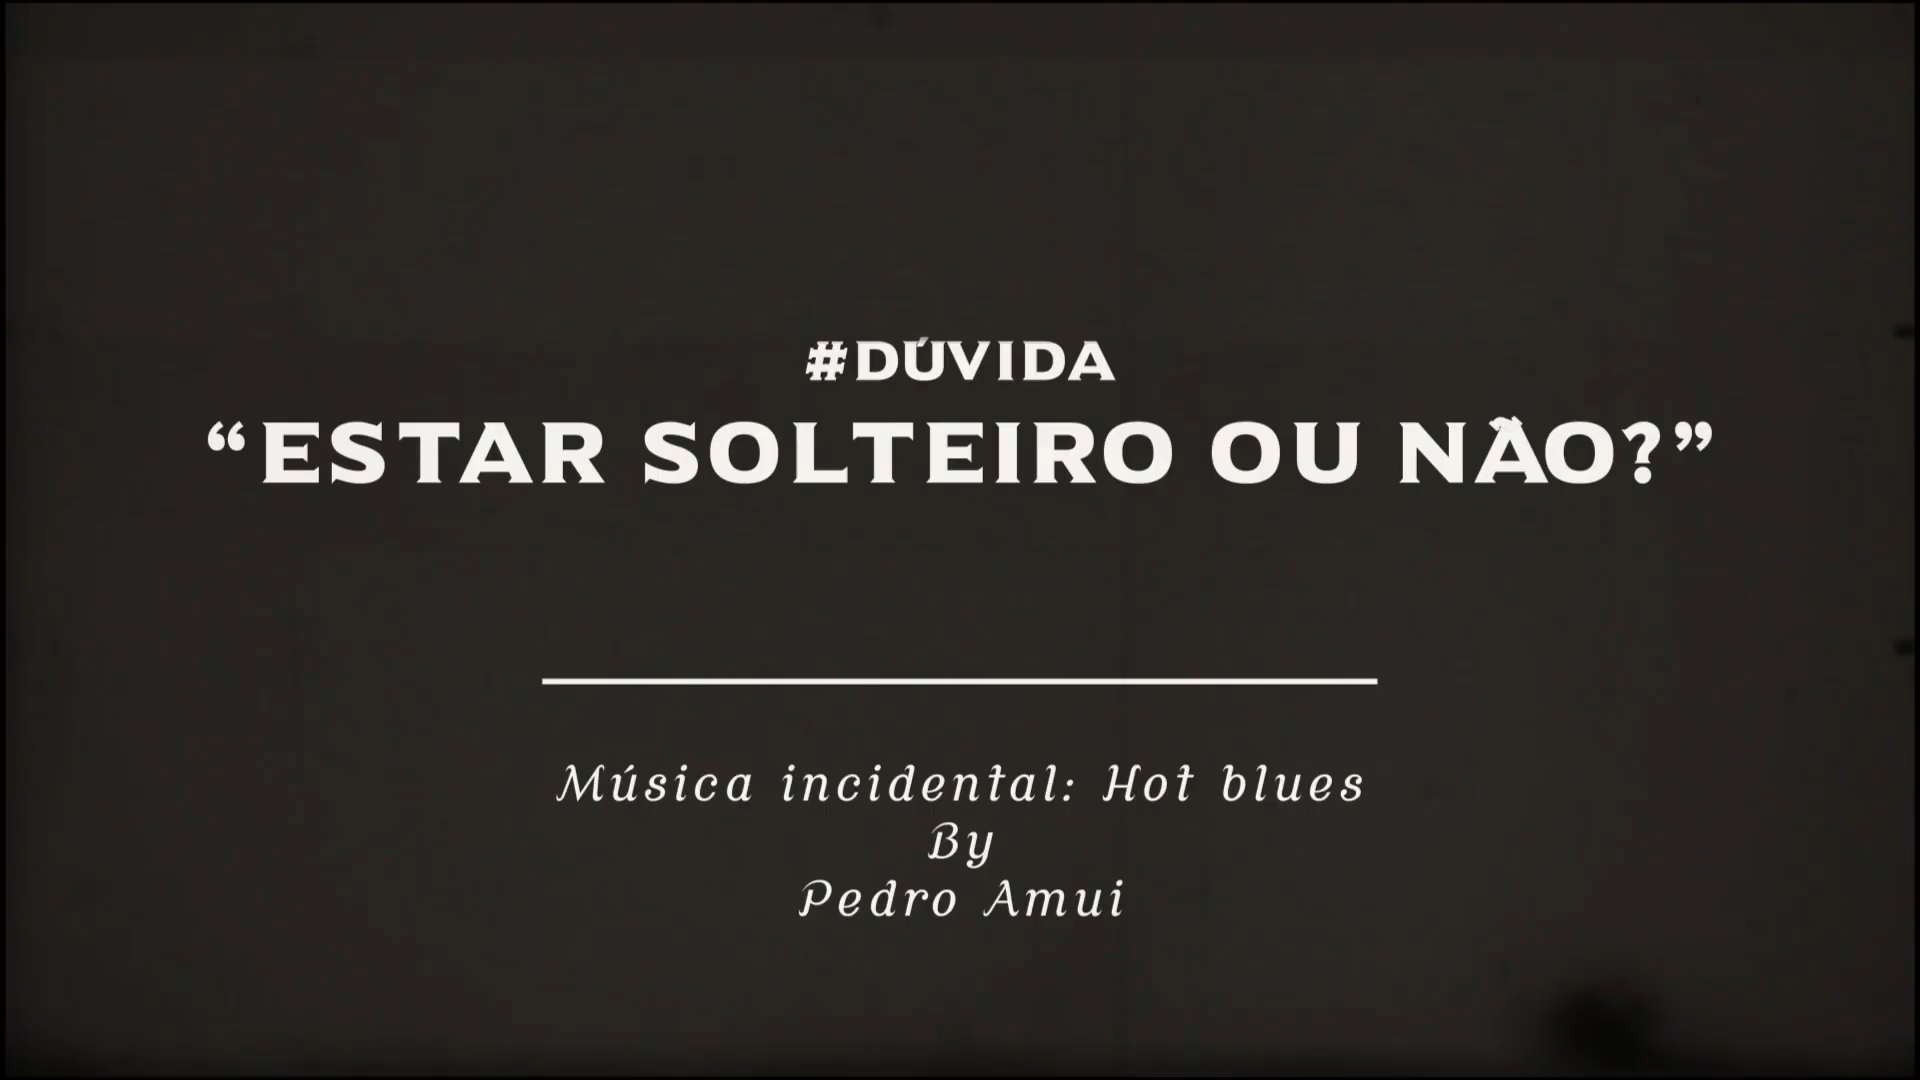 #DÚVIDA
“ESTAR SOLTEIRO OU NÃO?”
Música incidental: Hot blues
By
Pedro Amui